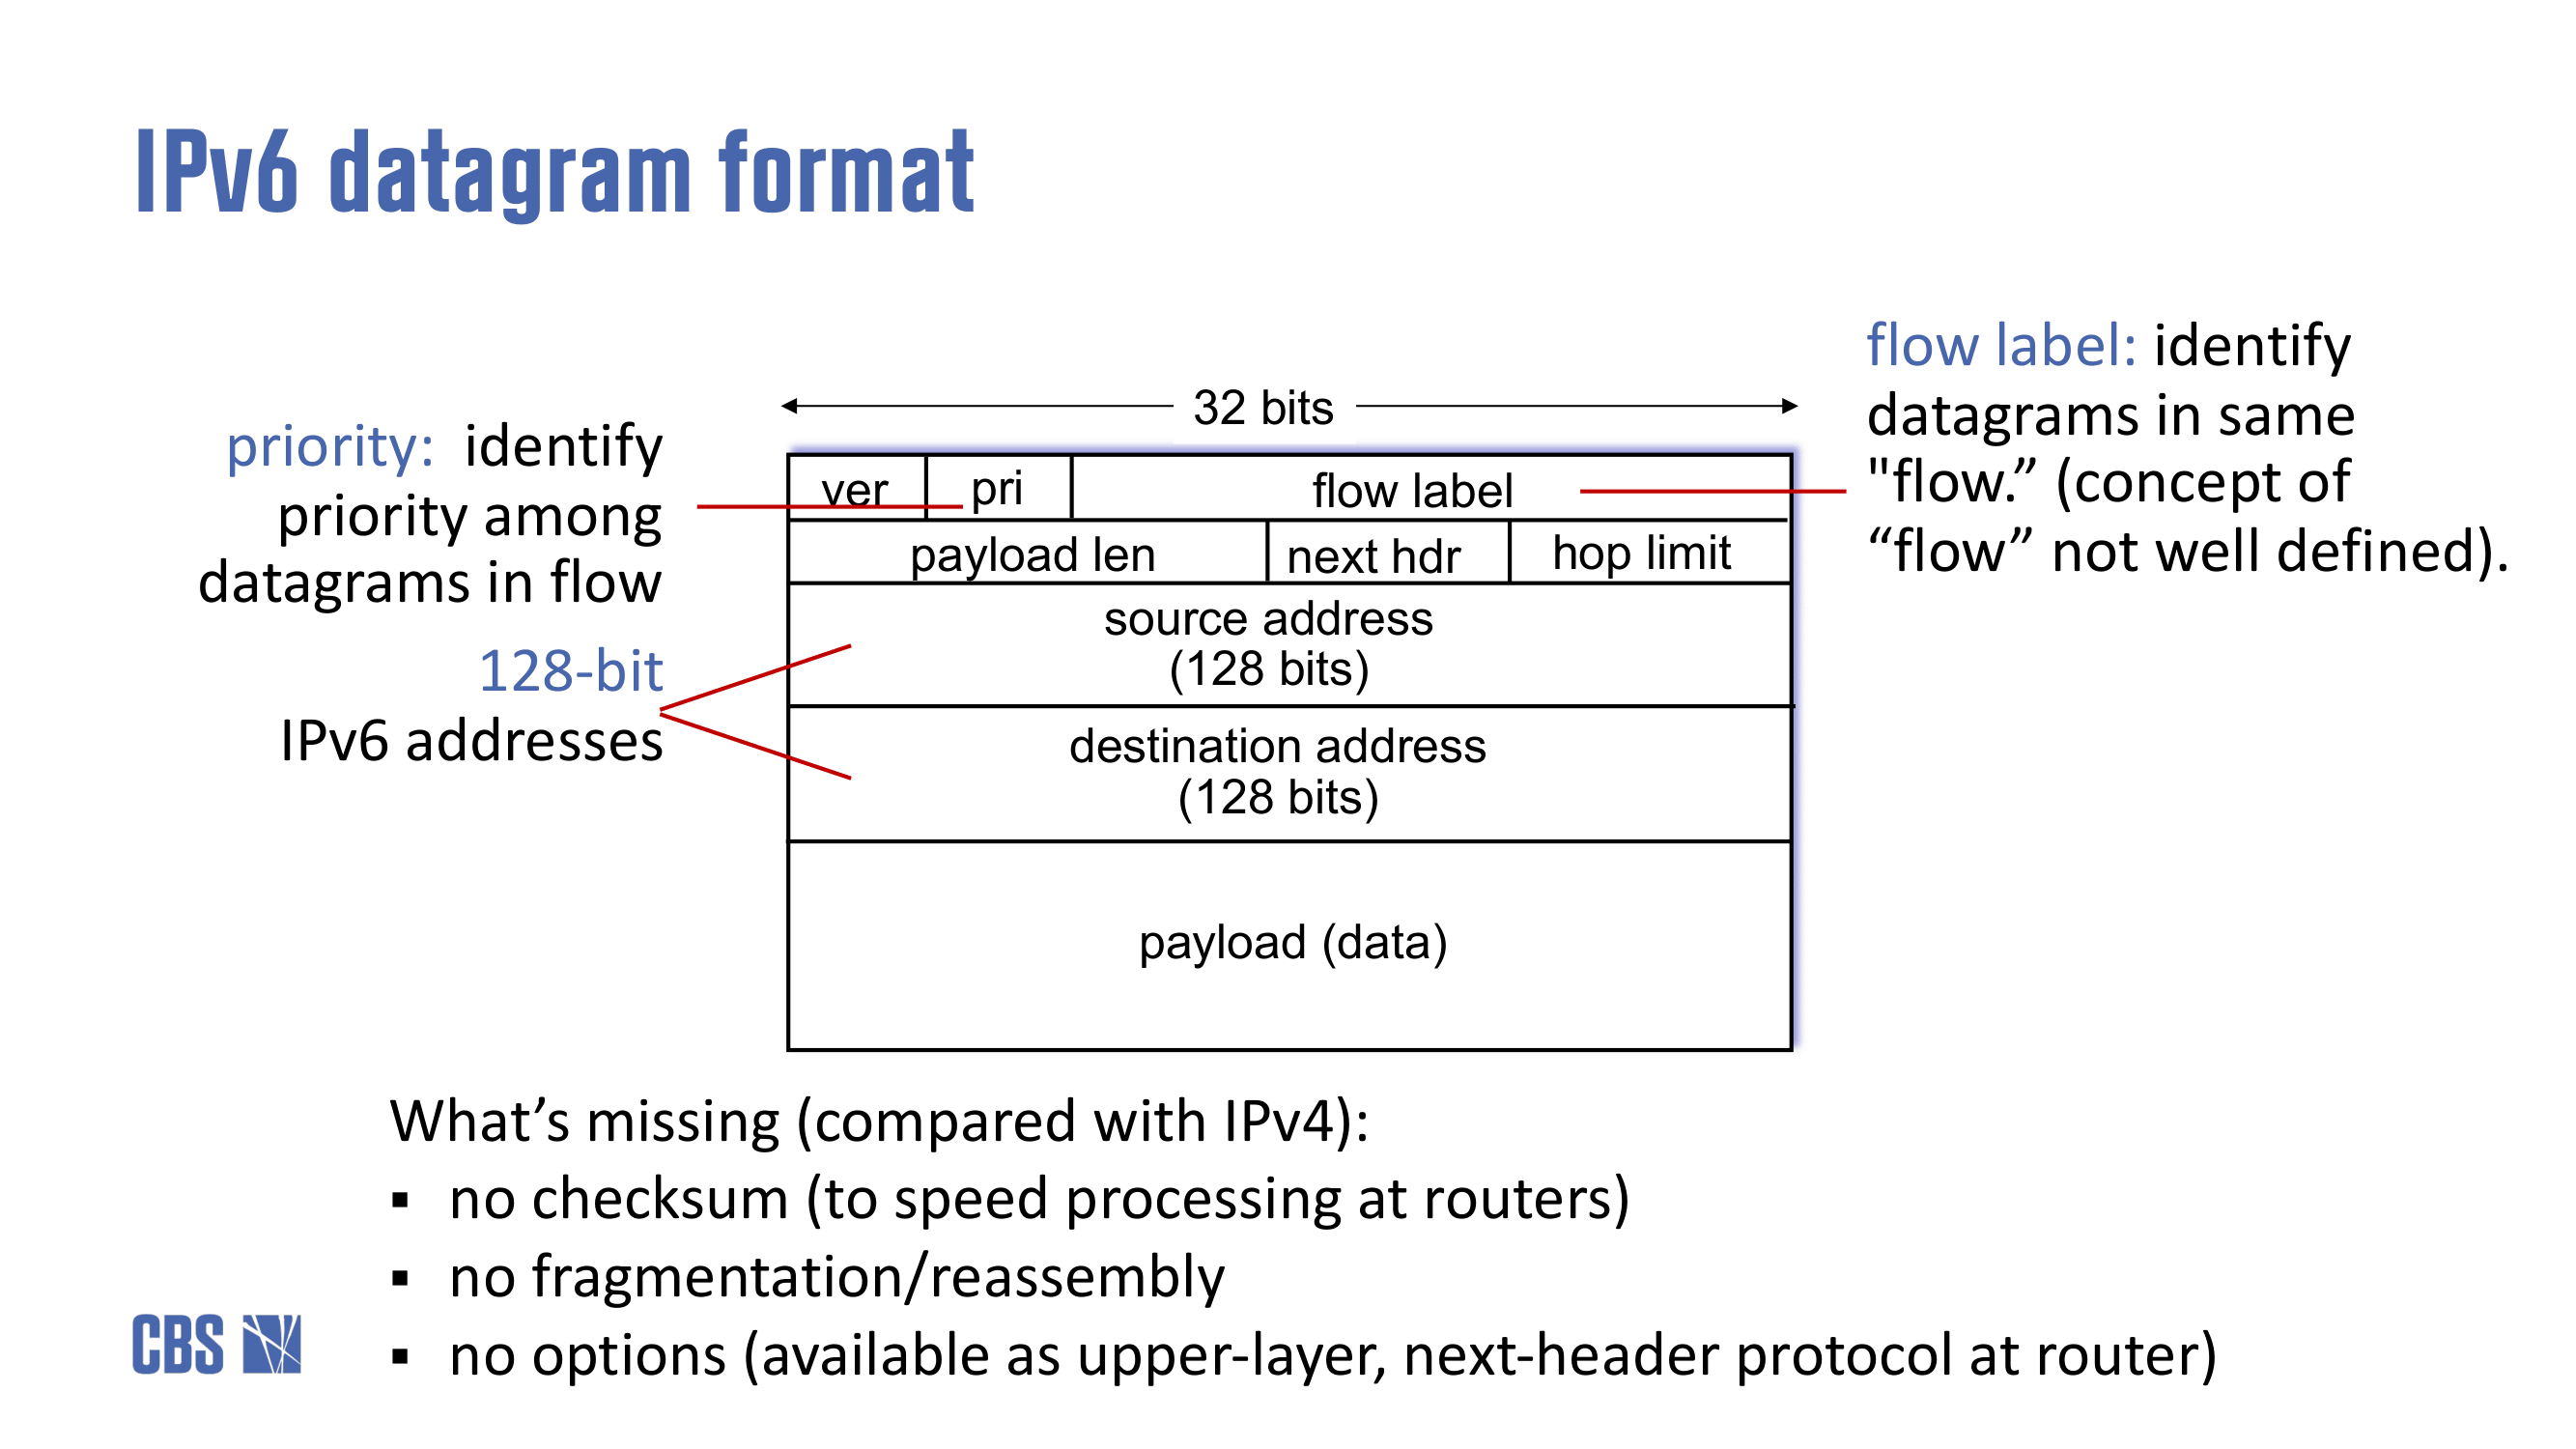 IPv6 datagram format
priority: identify
priority among
datagrams in flow
128-bit
IPv6 addresses
32 bits
ver pri flow label
payload len next hdr hop limit
source address
(128 bits)
destination address
(128 bits)
payload (data)
flow label: identify
datagrams in same
"flow.” (concept of
“flow” not well defined).
What’s missing (compared with IPv4):
▪ no checksum (to speed processing at routers)
▪ no fragmentation/reassembly
▪ no options (available as upper-layer, next-header protocol at router)
CBS